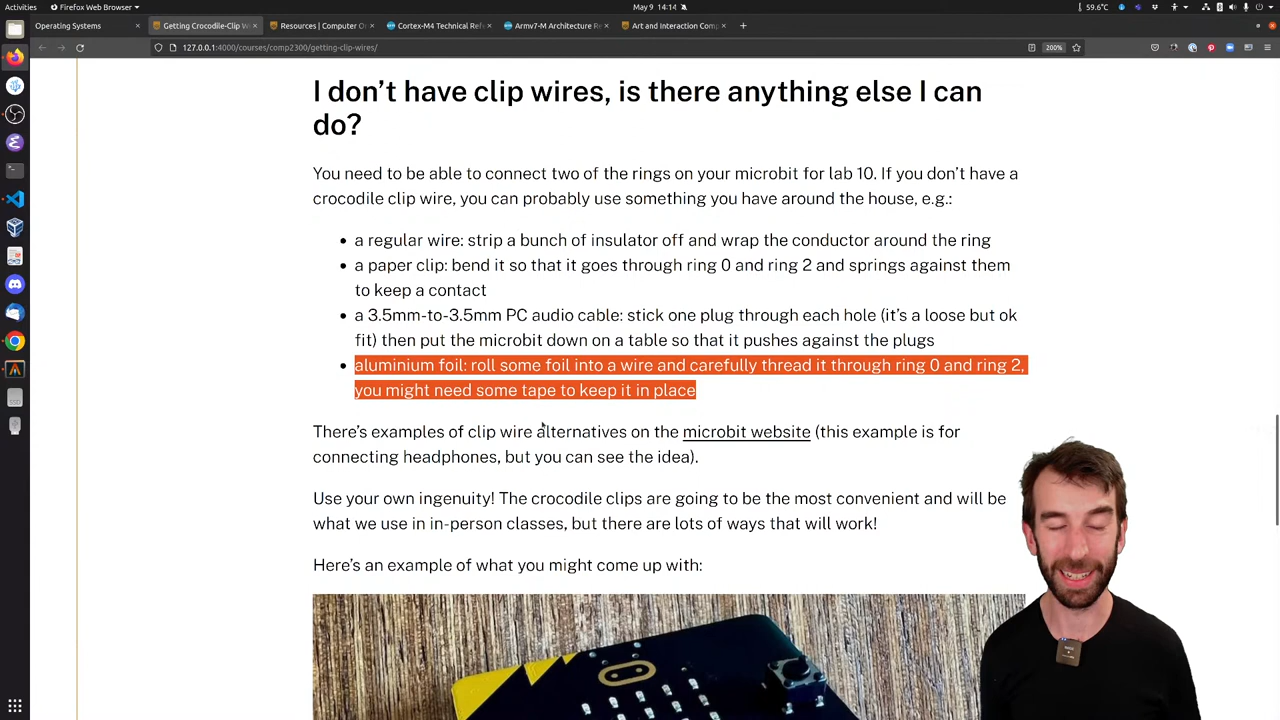 Activities
Firefox Web Browser
May 9 14:14
59.6°C
Operating Systems
Getting Crocodile-Clip W
Resources | Computer O
Cortex-M4 Technical Ref
Armv7-M Architecture Re
Art and Interaction Com
127.0.0.1:4000/courses/comp2300/getting-clip-wires/
200%
I don’t have clip wires, is there anything else I can
do?
You need to be able to connect two of the rings on your microbit for lab 10. If you don’t have a
crocodile clip wire, you can probably use something you have around the house, e.g.:
• a regular wire: strip a bunch of insulator off and wrap the conductor around the ring
• a paper clip: bend it so that it goes through ring 0 and ring 2 and springs against them
to keep a contact
• a 3.5mm-to-3.5mm PC audio cable: stick one plug through each hole (it’s a loose but ok
fit) then put the microbit down on a table so that it pushes against the plugs
• aluminium foil: roll some foil into a wire and carefully thread it through ring 0 and ring 2,
you might need some tape to keep it in place
There’s examples of clip wire alternatives on the microbit website (this example is for
connecting headphones, but you can see the idea).
Use your own ingenuity! The crocodile clips are going to be the most convenient and will be
what we use in in-person classes, but there are lots of ways that will work!
Here’s an example of what you might come up with: